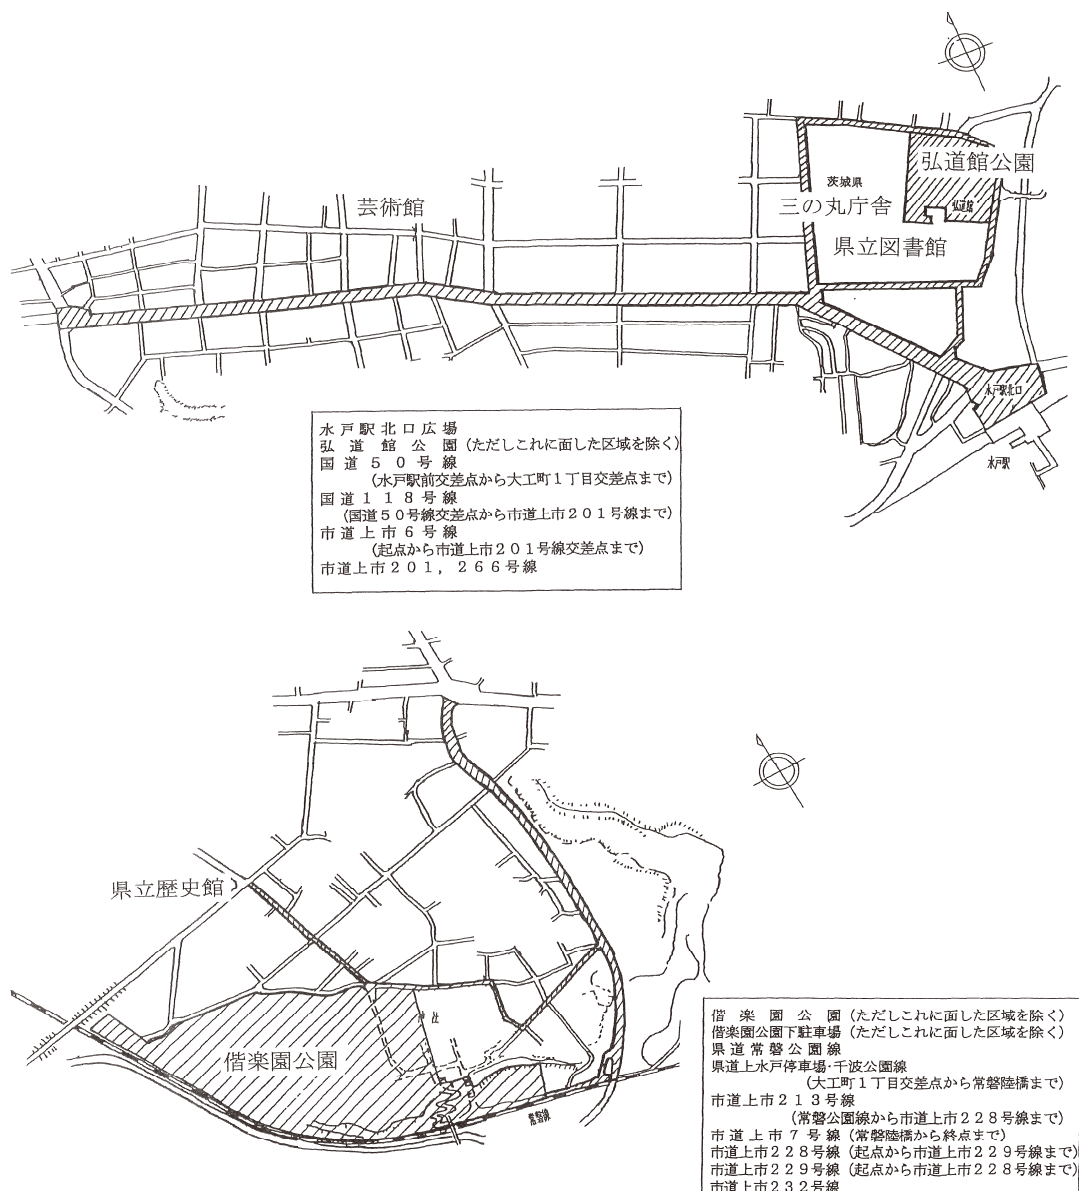 弘道館公園
茨城県
三の丸庁舎
弘道館
県立図書館
芸術館
水戸駅北口
水戸駅
水戸駅北口広場
弘道館公園(ただしこれに面した区域を除く)
国道50号線
(水戸駅前交差点から大工町1丁目交差点まで)
国道118号線
(国道50号線交差点から市道上市201号線まで)
市道上市6号線
(起点から市道上市201号線交差点まで)
市道上市201,266号線
県立歴史館
神社
偕楽園公園
常磐線
偕楽園公園(ただしこれに面した区域を除く)
偕楽園公園下駐車場(ただしこれに面した区域を除く)
県道常磐公園線
県道上水戸停車場・千波公園線
(大工町1丁目交差点から常磐陸橋まで)
市道上市213号線
(常磐公園線から市道上市228号線まで)
市道上市7号線(常磐陸橋から終点まで)
市道上市228号線(起点から市道上市229号線まで)
市道上市229号線(起点から市道上市228号線まで)
市道上市232号線